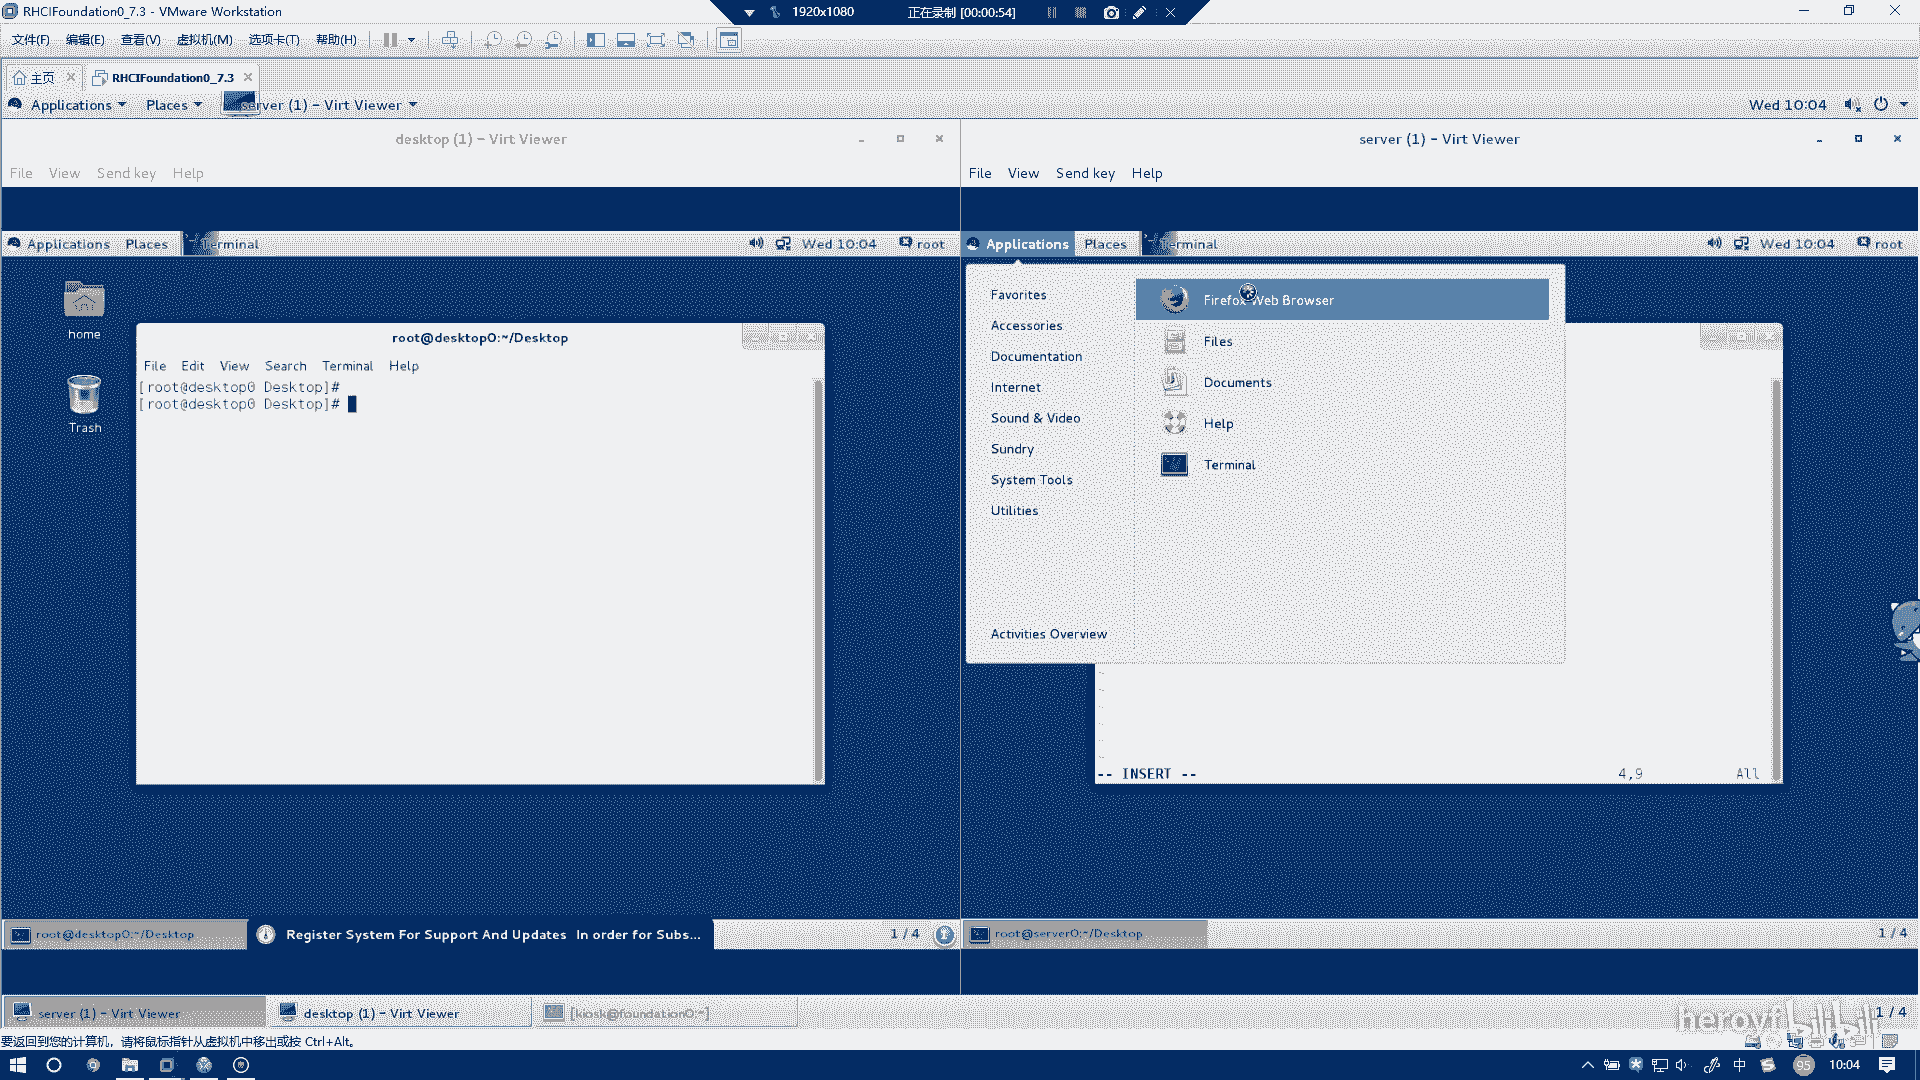 RHCIFoundation0_7.3 - VMware Workstation
1920x1080
正在录制 [00:00:54]
文件(F) 编辑(E) 查看(V) 虚拟机(M) 选项卡(T) 帮助(H)
主页
RHCIFoundation0_7.3
Applications Places server (1) - Virt Viewer
Wed 10:04
desktop (1) - Virt Viewer
File View Send key Help
Applications Places Terminal
Wed 10:04 root
home
Trash
root@desktop0:~/Desktop
File Edit View Search Terminal Help
[root@desktop0 Desktop]#
[root@desktop0 Desktop]#
root@desktop0:~/Desktop
Register System For Support And Updates In order for Subs...
1 / 4
server (1) - Virt Viewer
File View Send key Help
Applications Places Terminal
Wed 10:04 root
Favorites
Accessories
Documentation
Internet
Sound & Video
Sundry
System Tools
Utilities
Activities Overview
Firefox Web Browser
Files
Documents
Help
Terminal
~
~
~
~
~
~
-- INSERT -- 4,9 All
root@server0:~/Desktop
1 / 4
server (1) - Virt Viewer
desktop (1) - Virt Viewer
[kiosk@foundation0:~]
1 / 4
heroyf bilibili
要返回到您的计算机，请将鼠标指针从虚拟机中移出或按 Ctrl+Alt。
中
95
10:04